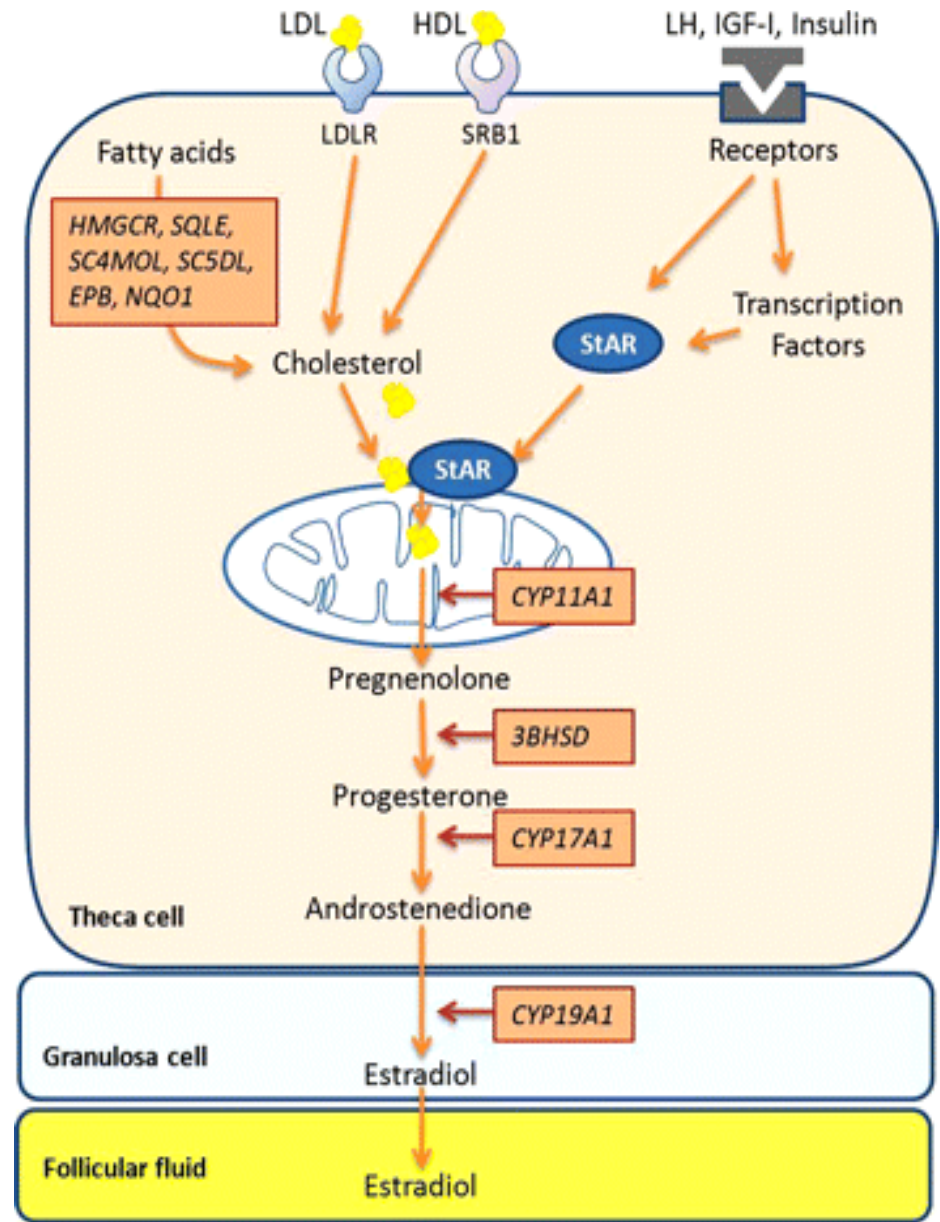 LDL
HDL
LH, IGF-I, Insulin
LDLR
SRB1
Receptors
Fatty acids
HMGCR, SQLE,
SC4MOL, SC5DL,
EPB, NQO1
Transcription
Factors
StAR
Cholesterol
StAR
CYP11A1
Pregnenolone
3BHSD
Progesterone
CYP17A1
Androstenedione
Theca cell
CYP19A1
Granulosa cell
Estradiol
Follicular fluid
Estradiol